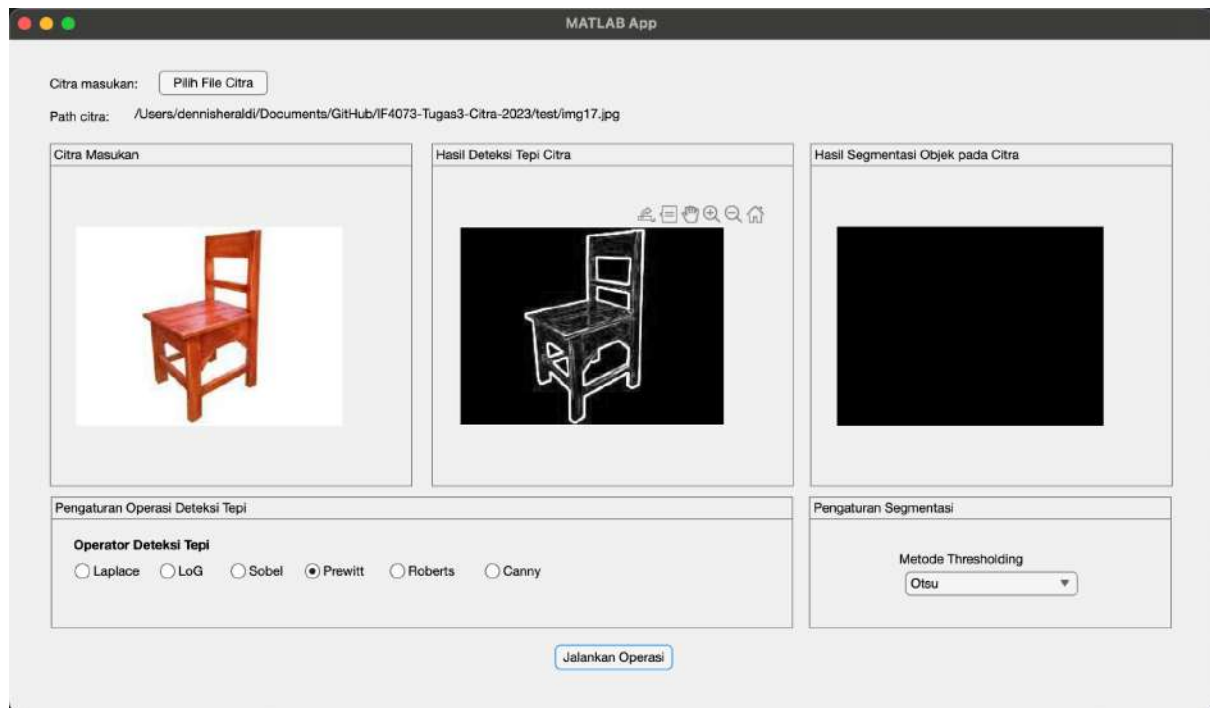 MATLAB App
Citra masukan: Pilih File Citra
Path citra: /Users/dennisheraldi/Documents/GitHub/IF4073-Tugas3-Citra-2023/test/img17.jpg
Citra Masukan
Hasil Deteksi Tepi Citra
Hasil Segmentasi Objek pada Citra
Pengaturan Operasi Deteksi Tepi
Operator Deteksi Tepi
Laplace LoG Sobel Prewitt Roberts Canny
Pengaturan Segmentasi
Metode Thresholding
Otsu
Jalankan Operasi